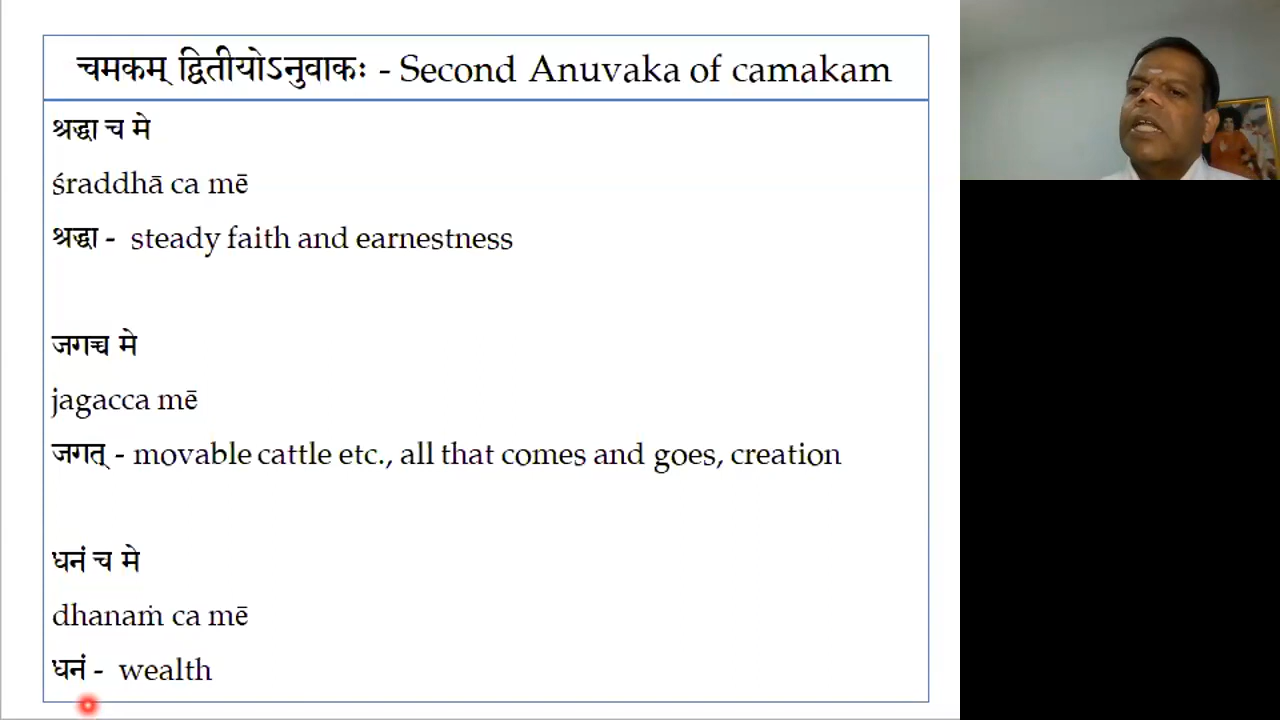 चमकम् द्वितीयोऽनुवाकः - Second Anuvaka of camakam
श्रद्धा च मे
śraddhā ca mē
श्रद्धा - steady faith and earnestness
जगच्च मे
jagacca mē
जगत् - movable cattle etc., all that comes and goes, creation
धनं च मे
dhanaṁ ca mē
धनं - wealth